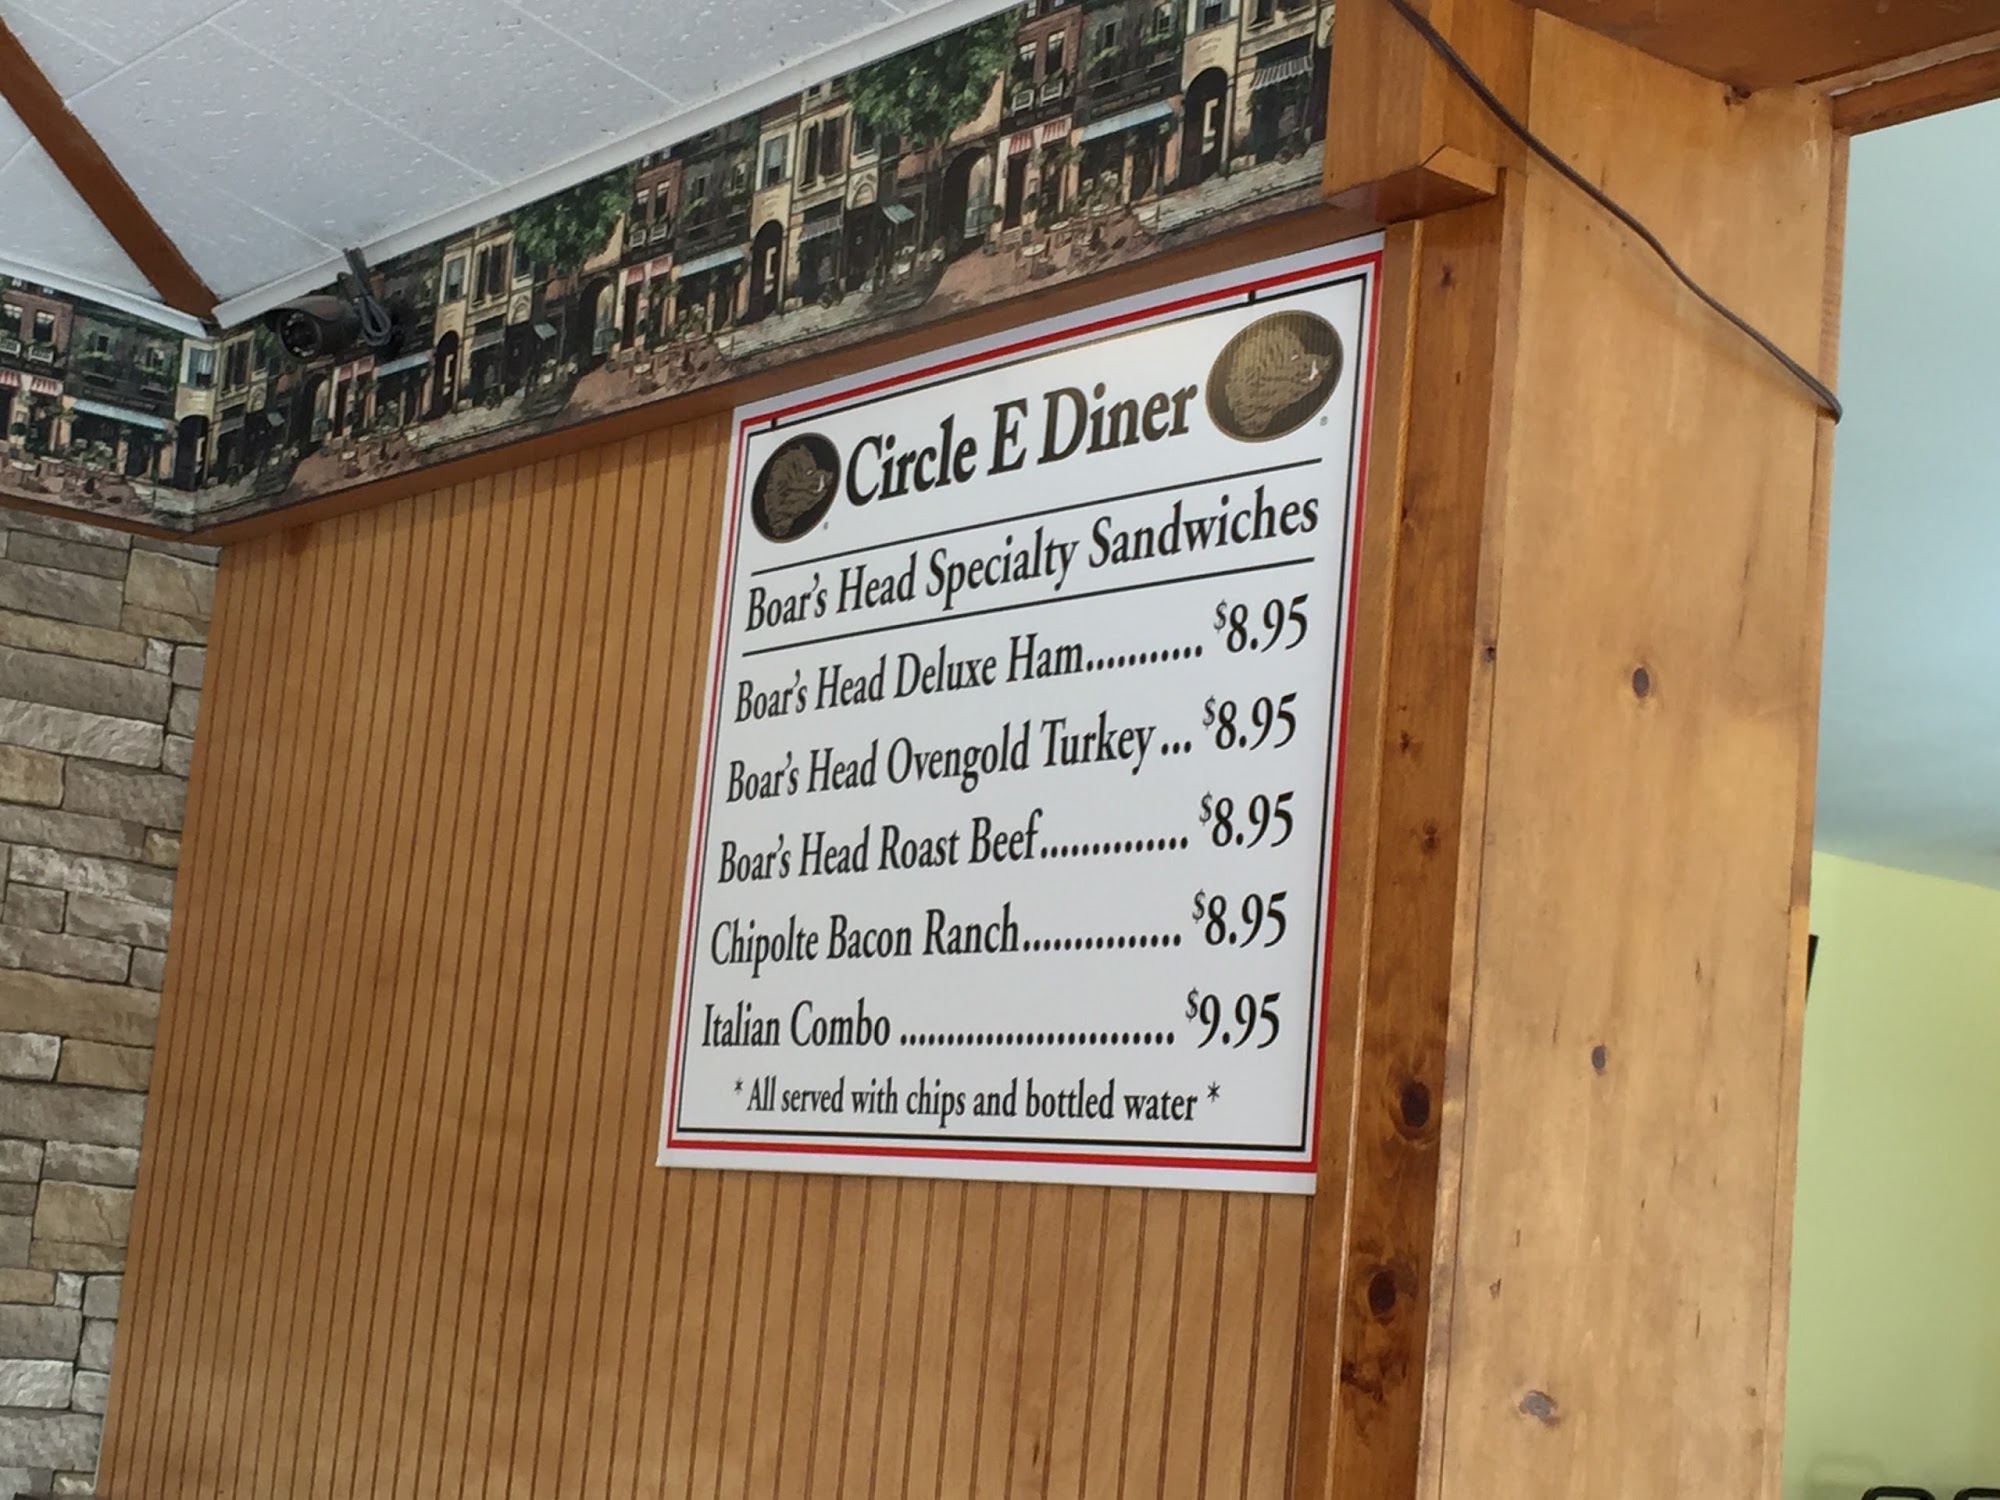 Circle E Diner
Boar's Head Specialty Sandwiches
Boar's Head Deluxe Ham........... $8.95
Boar's Head Ovengold Turkey... $8.95
Boar's Head Roast Beef.............. $8.95
Chipolte Bacon Ranch............... $8.95
Italian Combo .......................... $9.95
*All served with chips and bottled water *